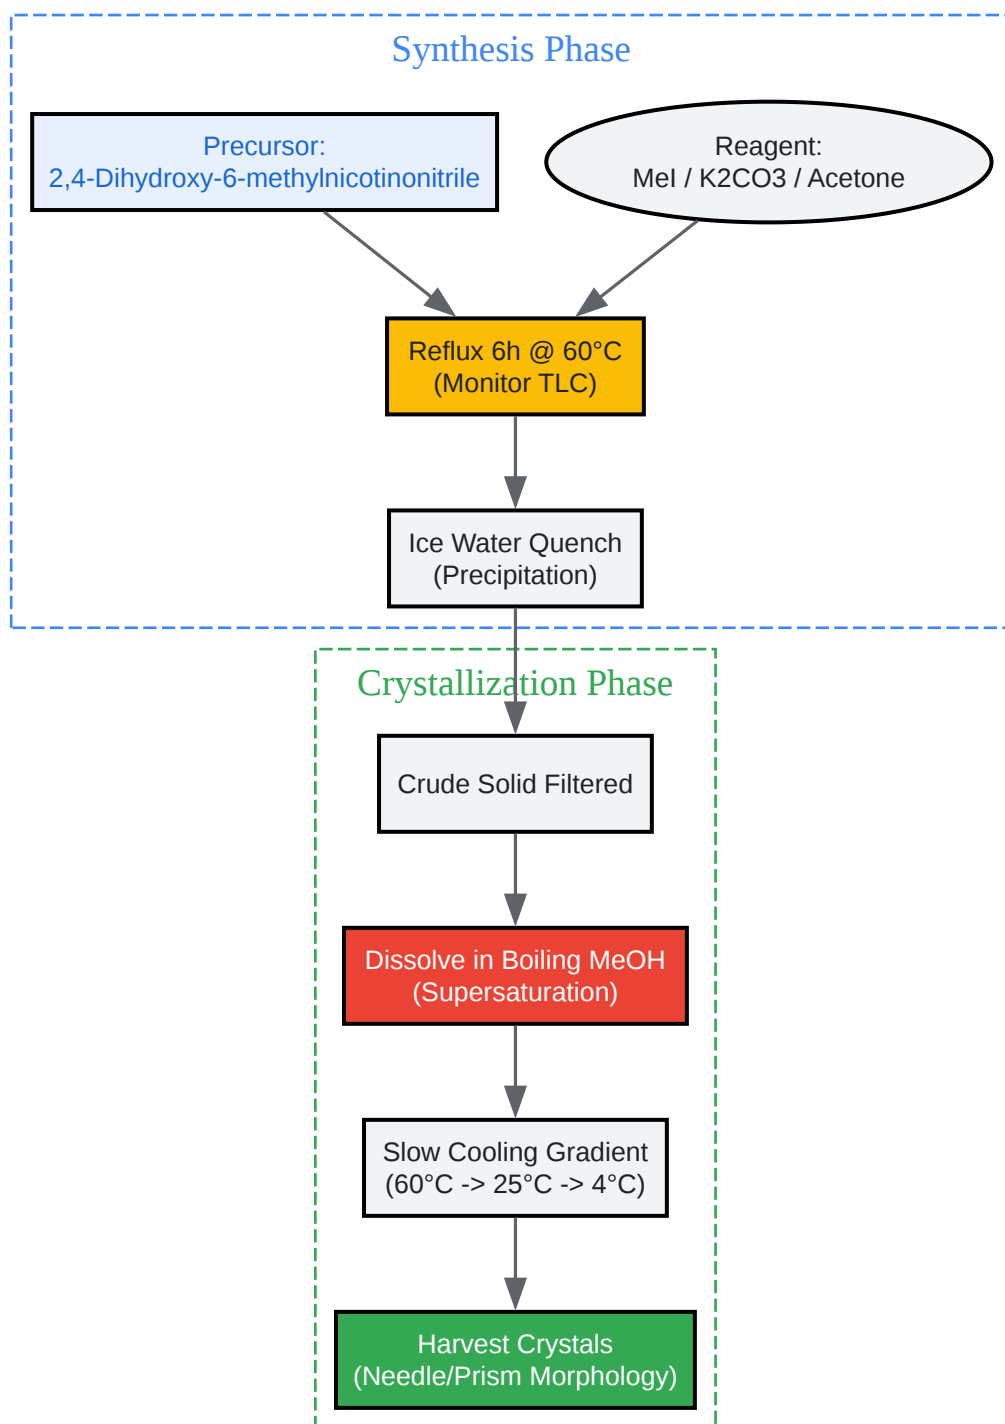 Synthesis Phase
Precursor:
2,4-Dihydroxy-6-methylnicotinonitrile
Reagent:
MeI / K2CO3 / Acetone
Reflux 6h @ 60°C
(Monitor TLC)
Ice Water Quench
(Precipitation)
Crystallization Phase
Crude Solid Filtered
Dissolve in Boiling MeOH
(Supersaturation)
Slow Cooling Gradient
(60°C -> 25°C -> 4°C)
Harvest Crystals
(Needle/Prism Morphology)